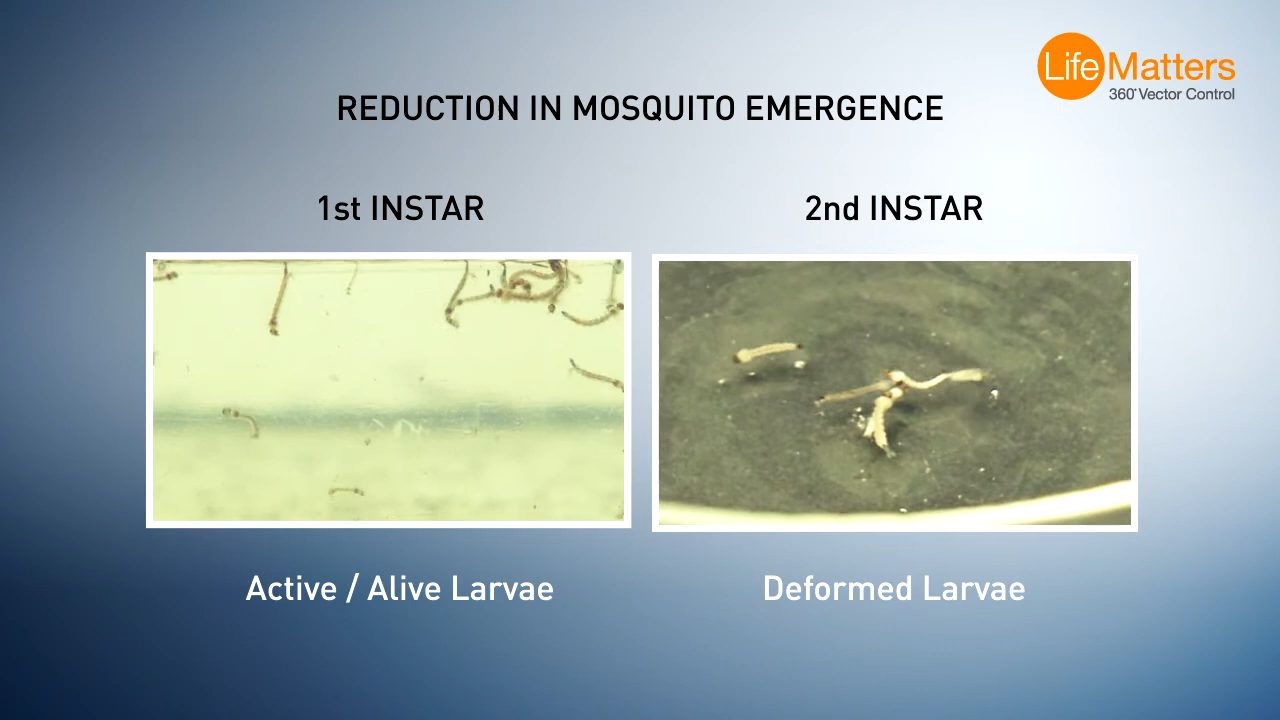 LifeMatters
360°Vector Control
REDUCTION IN MOSQUITO EMERGENCE
1st INSTAR
2nd INSTAR
Active / Alive Larvae
Deformed Larvae